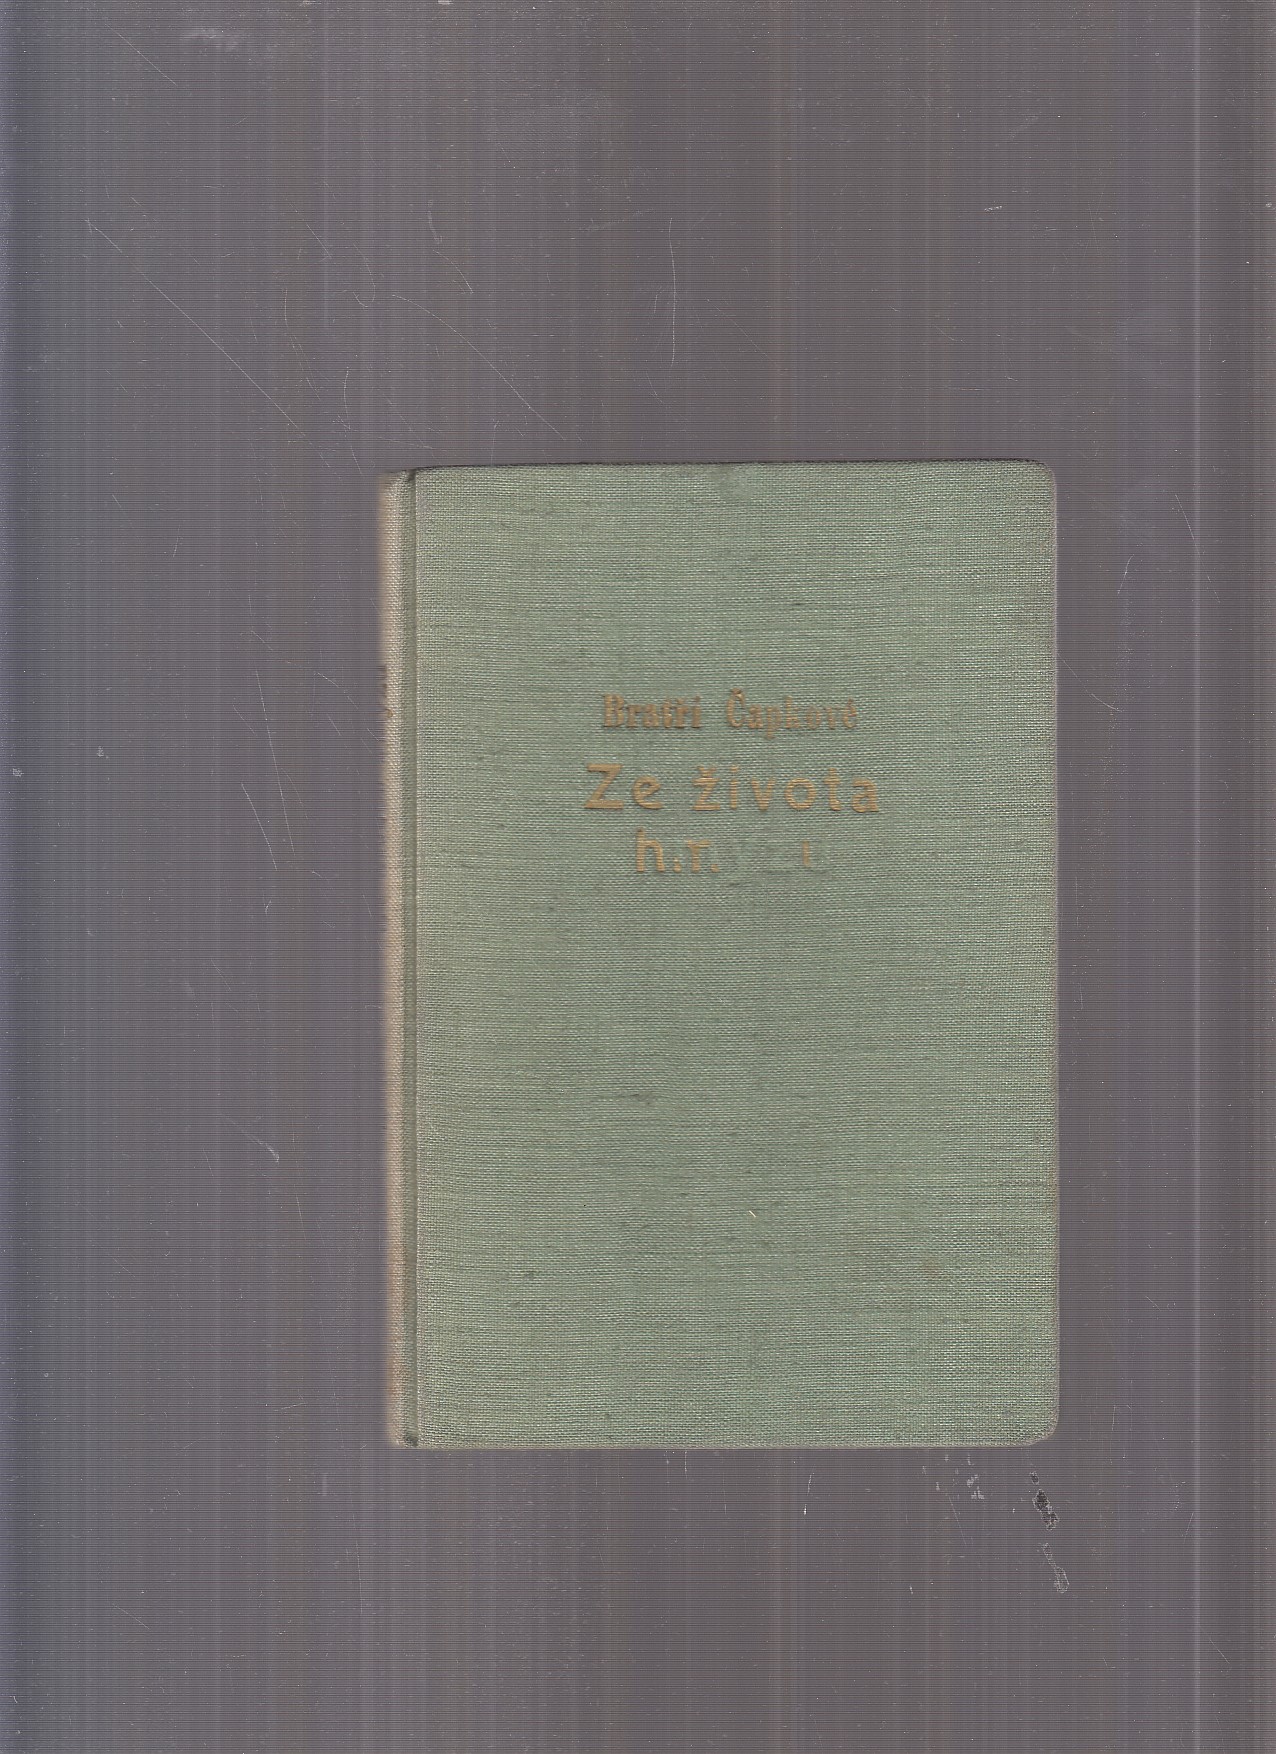 Bratři Čapkové
Ze života